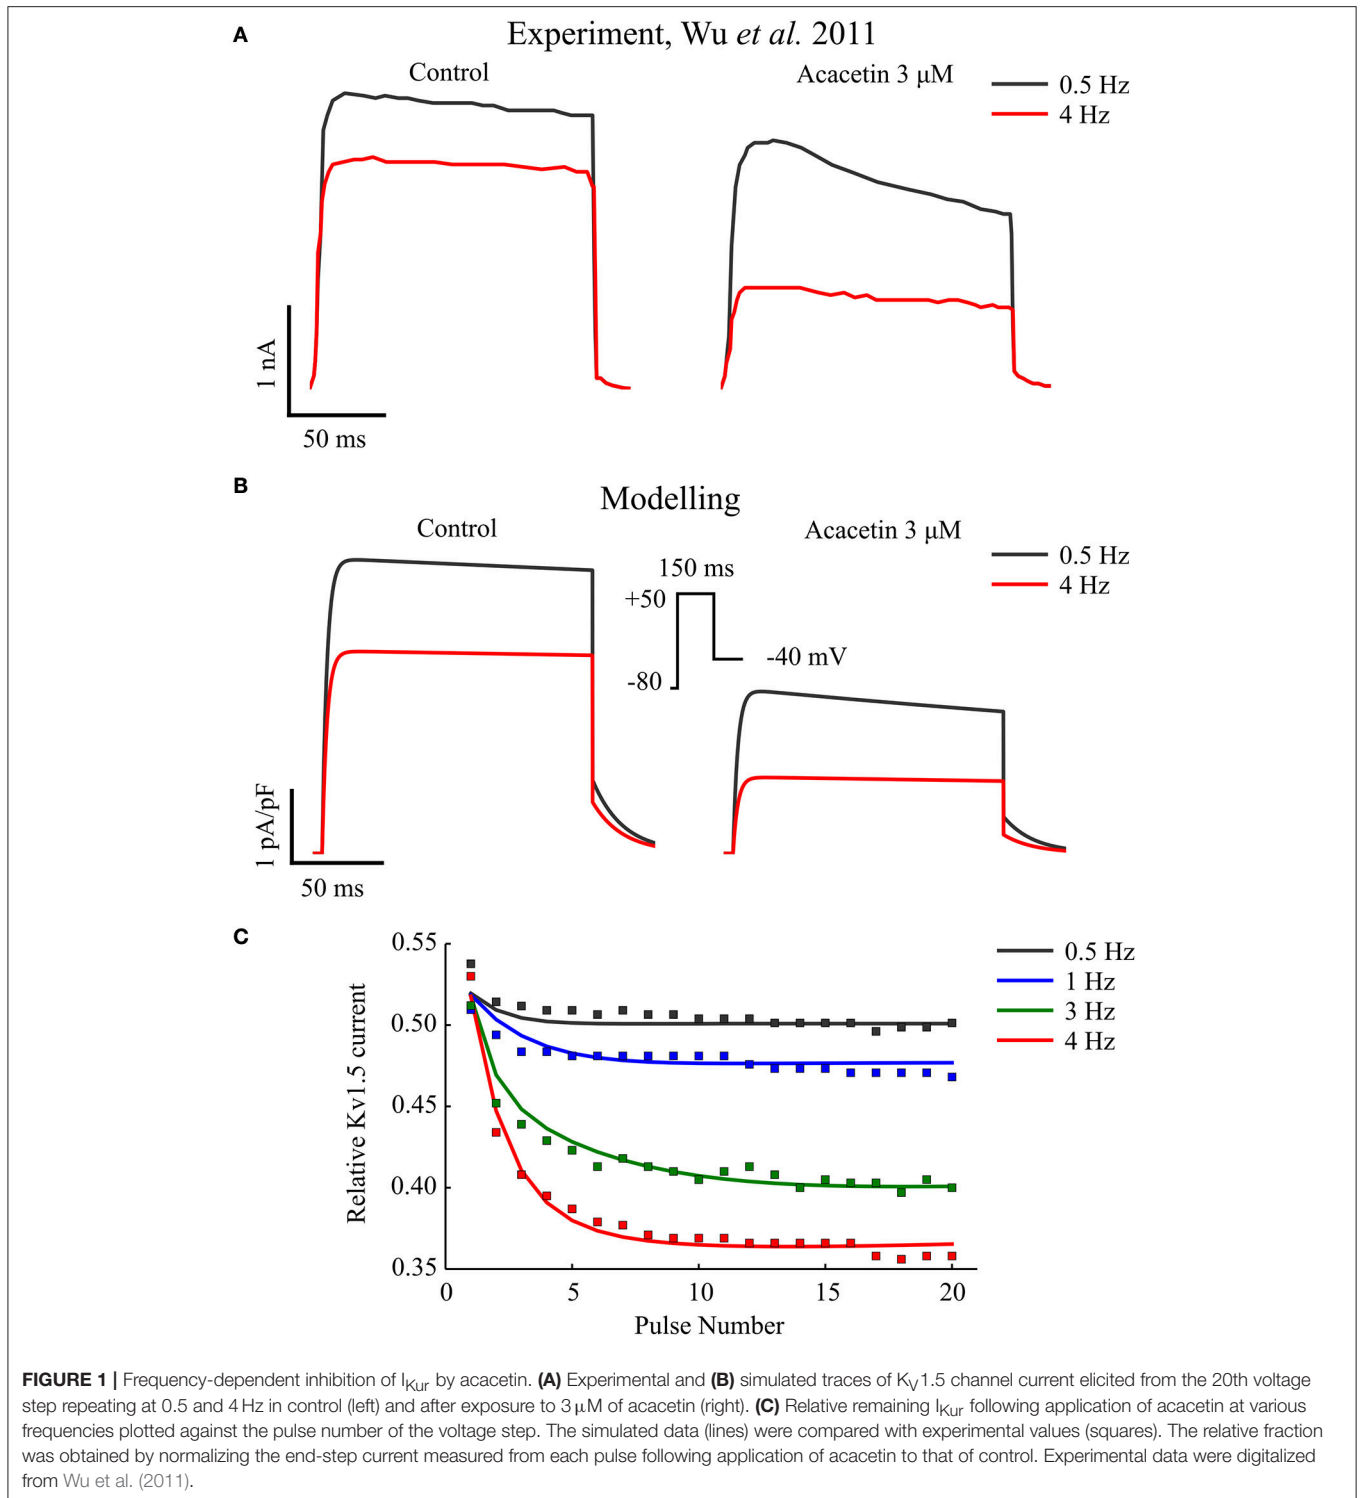 A
Experiment, Wu et al. 2011
Control
Acacetin 3 μM
0.5 Hz
4 Hz
1 nA
50 ms
B
Modelling
Control
Acacetin 3 μM
0.5 Hz
4 Hz
150 ms
+50
-40 mV
-80
1 pA/pF
50 ms
C
0.55
0.50
0.45
0.40
0.35
Relative Kv1.5 current
0.5 Hz
1 Hz
3 Hz
4 Hz
0 5 10 15 20
Pulse Number
FIGURE 1 | Frequency-dependent inhibition of IKur by acacetin. (A) Experimental and (B) simulated traces of KV1.5 channel current elicited from the 20th voltage
step repeating at 0.5 and 4 Hz in control (left) and after exposure to 3 μM of acacetin (right). (C) Relative remaining IKur following application of acacetin at various
frequencies plotted against the pulse number of the voltage step. The simulated data (lines) were compared with experimental values (squares). The relative fraction
was obtained by normalizing the end-step current measured from each pulse following application of acacetin to that of control. Experimental data were digitalized
from Wu et al. (2011).